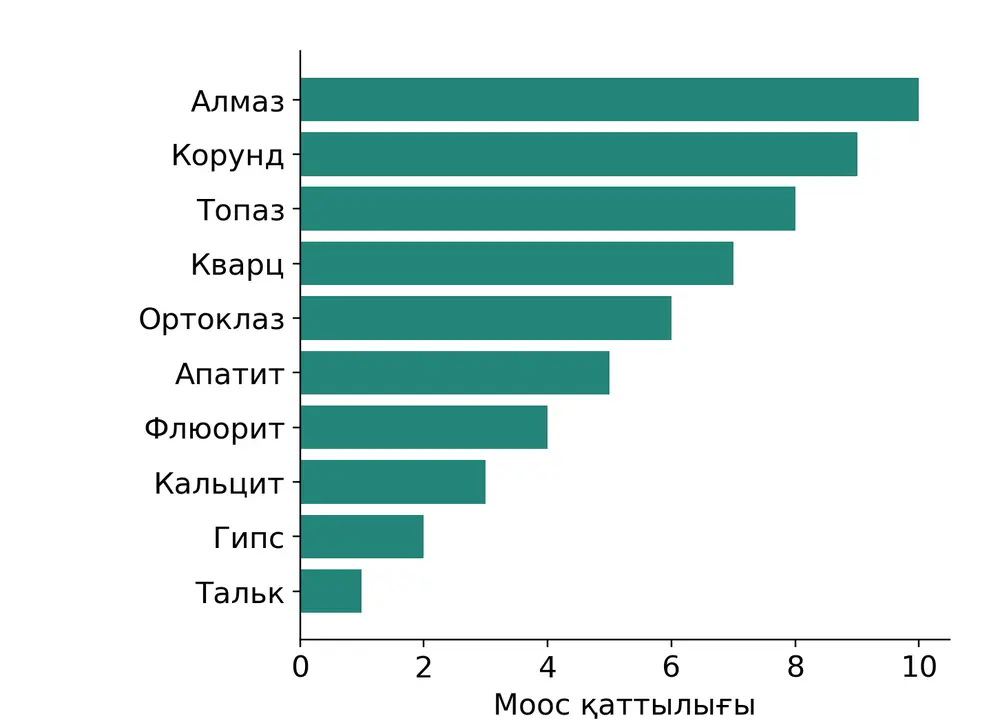 Алмаз
Корунд
Топаз
Кварц
Ортоклаз
Апатит
Флюорит
Кальцит
Гипс
Тальк
0 2 4 6 8 10
Моос қаттылығы